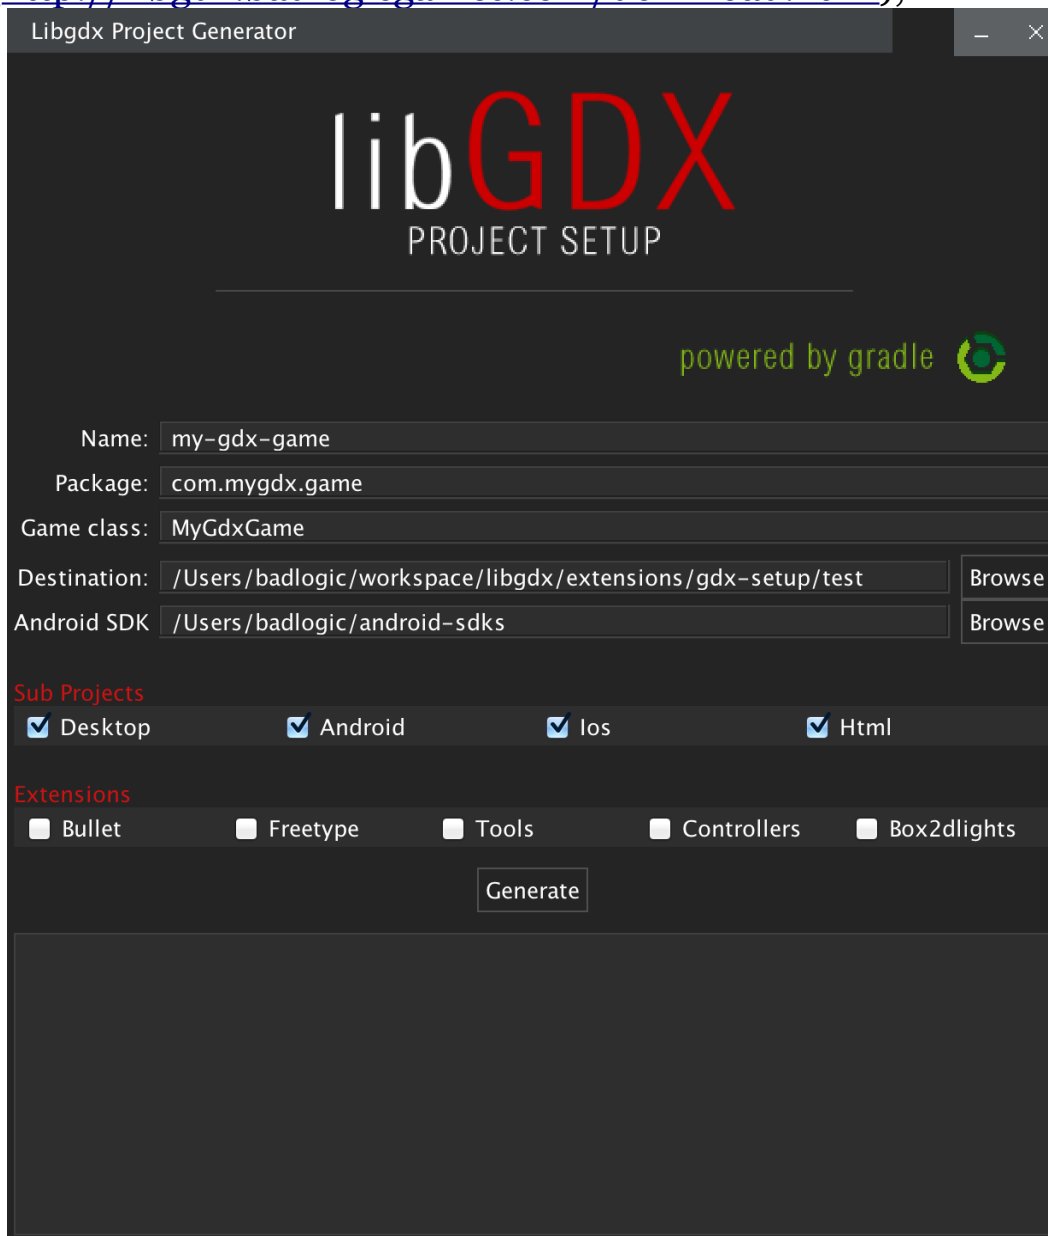 Libgdx Project Generator
libGDX
PROJECT SETUP
powered by gradle
Name: my-gdx-game
Package: com.mygdx.game
Game class: MyGdxGame
Destination: /Users/badlogic/workspace/libgdx/extensions/gdx-setup/test Browse
Android SDK /Users/badlogic/android-sdks Browse
Sub Projects
Desktop Android Ios Html
Extensions
Bullet Freetype Tools Controllers Box2dlights
Generate